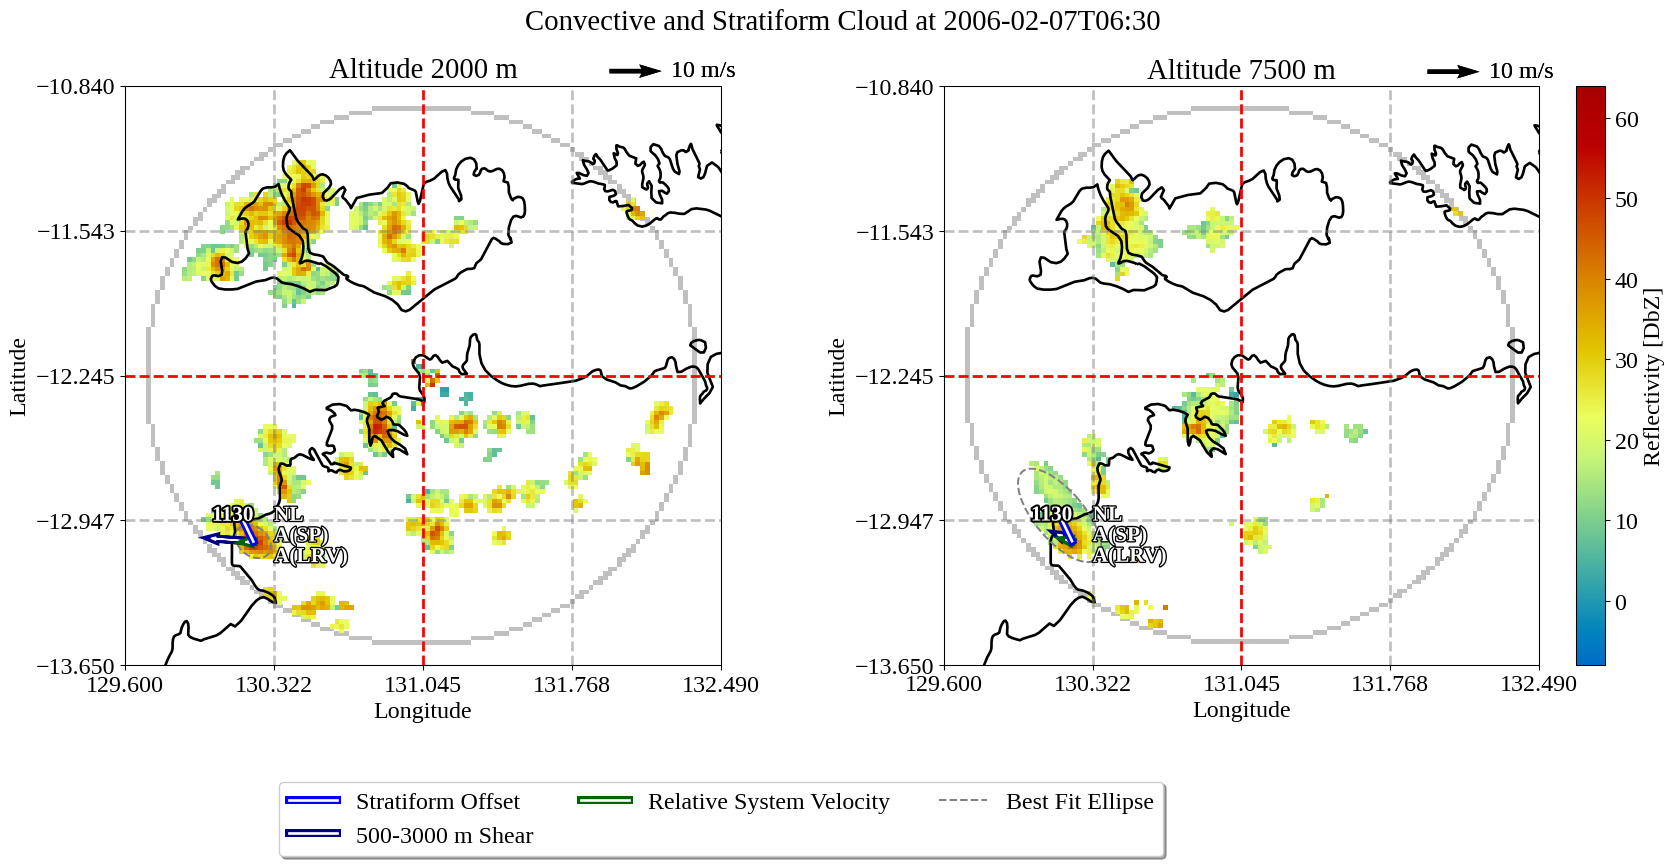 Convective and Stratiform Cloud at 2006-02-07T06:30
Altitude 2000 m
10 m/s
Altitude 7500 m
10 m/s
−10.840
−11.543
−12.245
−12.947
−13.650
Latitude
129.600
130.322
131.045
131.768
132.490
Longitude
1130
NL
A(SP)
A(LRV)
−10.840
−11.543
−12.245
−12.947
−13.650
Latitude
129.600
130.322
131.045
131.768
132.490
Longitude
1130
NL
A(SP)
A(LRV)
60
50
40
30
20
10
0
Reflectivity [DbZ]
Stratiform Offset
500-3000 m Shear
Relative System Velocity
Best Fit Ellipse